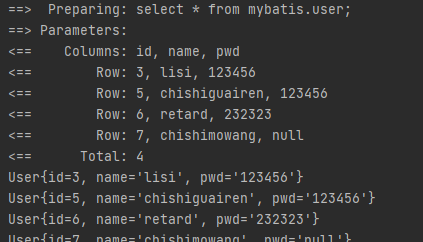 ==>  Preparing: select * from mybatis.user;
==> Parameters:
<==    Columns: id, name, pwd
<==        Row: 3, lisi, 123456
<==        Row: 5, chishiguairen, 123456
<==        Row: 6, retard, 232323
<==        Row: 7, chishimowang, null
<==      Total: 4
User{id=3, name='lisi', pwd='123456'}
User{id=5, name='chishiguairen', pwd='123456'}
User{id=6, name='retard', pwd='232323'}
User{id=7, name='chishimowang', pwd='null'}